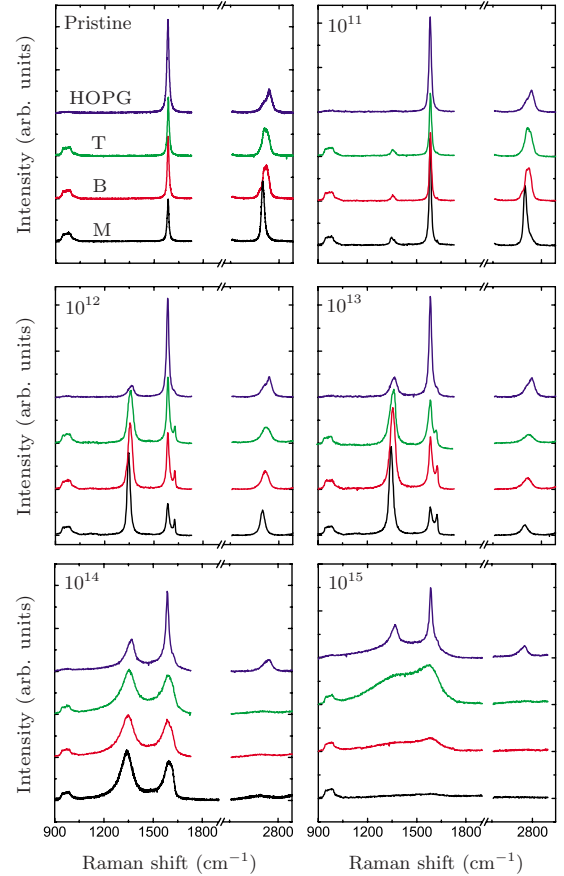 Pristine
HOPG
T
B
M
10^11
Intensity (arb. units)
10^12
10^13
Intensity (arb. units)
10^14
10^15
Intensity (arb. units)
900 1200 1500 1800 2800
900 1200 1500 1800 2800
Raman shift (cm^−1)
Raman shift (cm^−1)